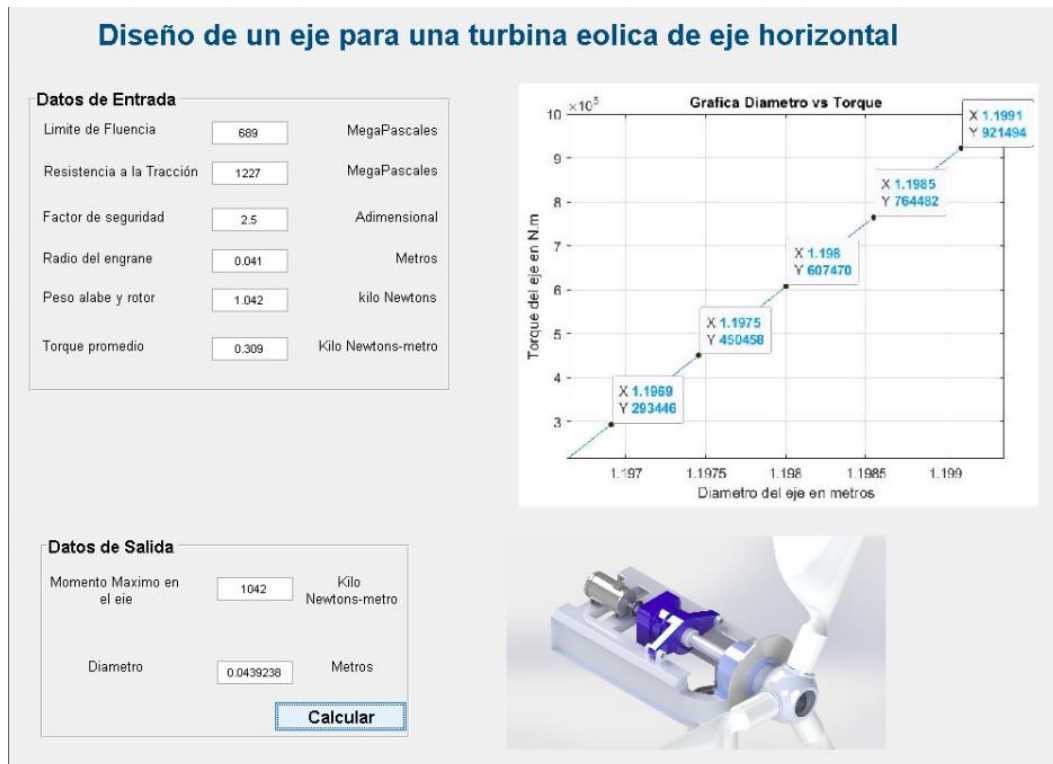 Diseño de un eje para una turbina eolica de eje horizontal
Datos de Entrada
Limite de Fluencia 689 MegaPascales
Resistencia a la Tracción 1227 MegaPascales
Factor de seguridad 2.5 Adimensional
Radio del engrane 0.041 Metros
Peso alabe y rotor 1.042 kilo Newtons
Torque promedio 0.309 Kilo Newtons-metro
Grafica Diametro vs Torque
×10⁵
10
9
8
7
6
5
4
3
Torque del eje en N.m
X 1.1991
Y 921494
X 1.1985
Y 764482
X 1.198
Y 607470
X 1.1975
Y 450458
X 1.1969
Y 293446
1.197 1.1975 1.198 1.1985 1.199
Diametro del eje en metros
Datos de Salida
Momento Maximo en
el eje
1042
Kilo
Newtons-metro
Diametro 0.0439238 Metros
Calcular